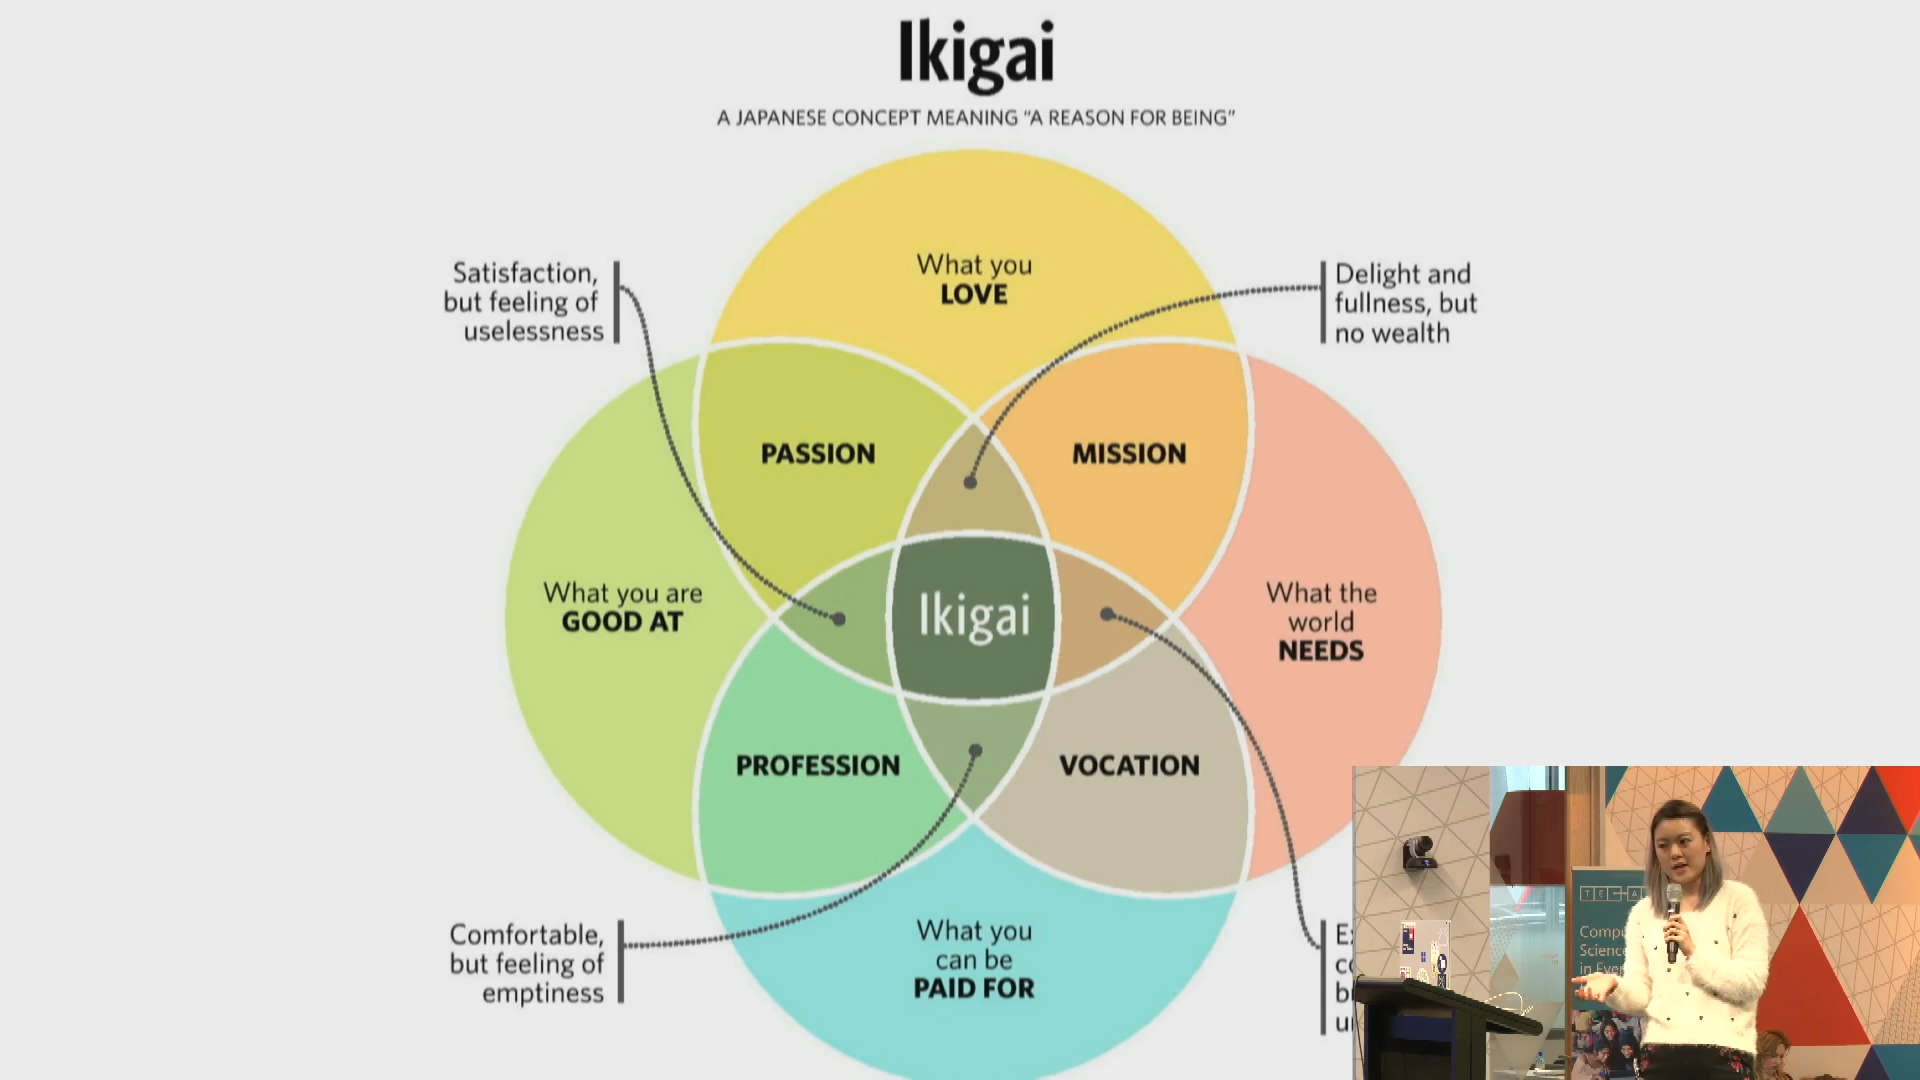 Ikigai
A JAPANESE CONCEPT MEANING "A REASON FOR BEING"
Satisfaction,
but feeling of
uselessness
What you
LOVE
Delight and
fullness, but
no wealth
PASSION
MISSION
What you are
GOOD AT
Ikigai
What the
world
NEEDS
PROFESSION
VOCATION
Comfortable,
but feeling of
emptiness
What you
can be
PAID FOR
Science